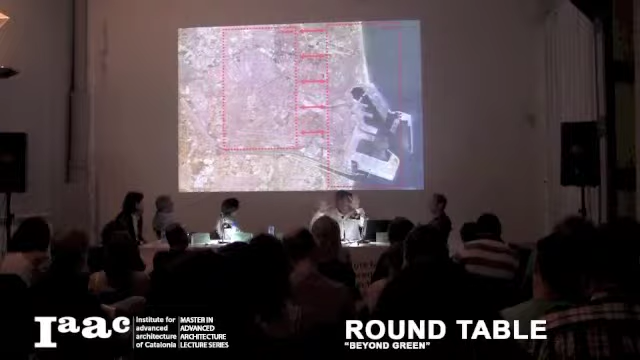 Iaac
Institute for
advanced
architecture
of Catalonia
MASTER IN
ADVANCED
ARCHITECTURE
LECTURE SERIES
ROUND TABLE
"BEYOND GREEN"